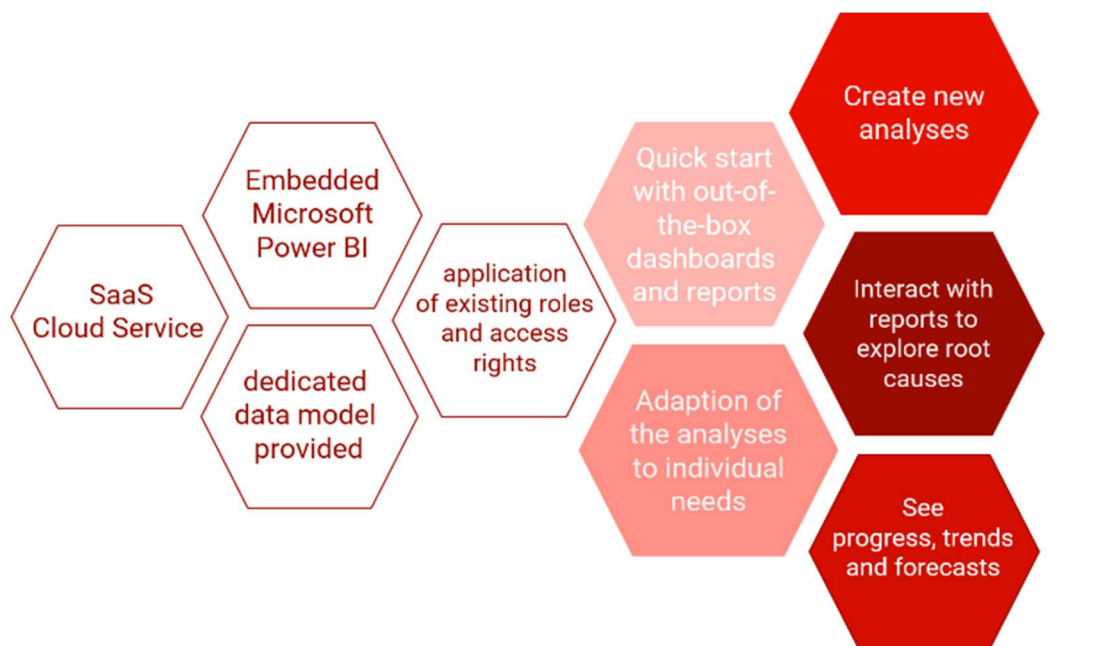 SaaS
Cloud Service
Embedded
Microsoft
Power BI
dedicated
data model
provided
application
of existing roles
and access
rights
Quick start
with out-of-
the-box
dashboards
and reports
Adaption of
the analyses
to individual
needs
Create new
analyses
Interact with
reports to
explore root
causes
See
progress, trends
and forecasts